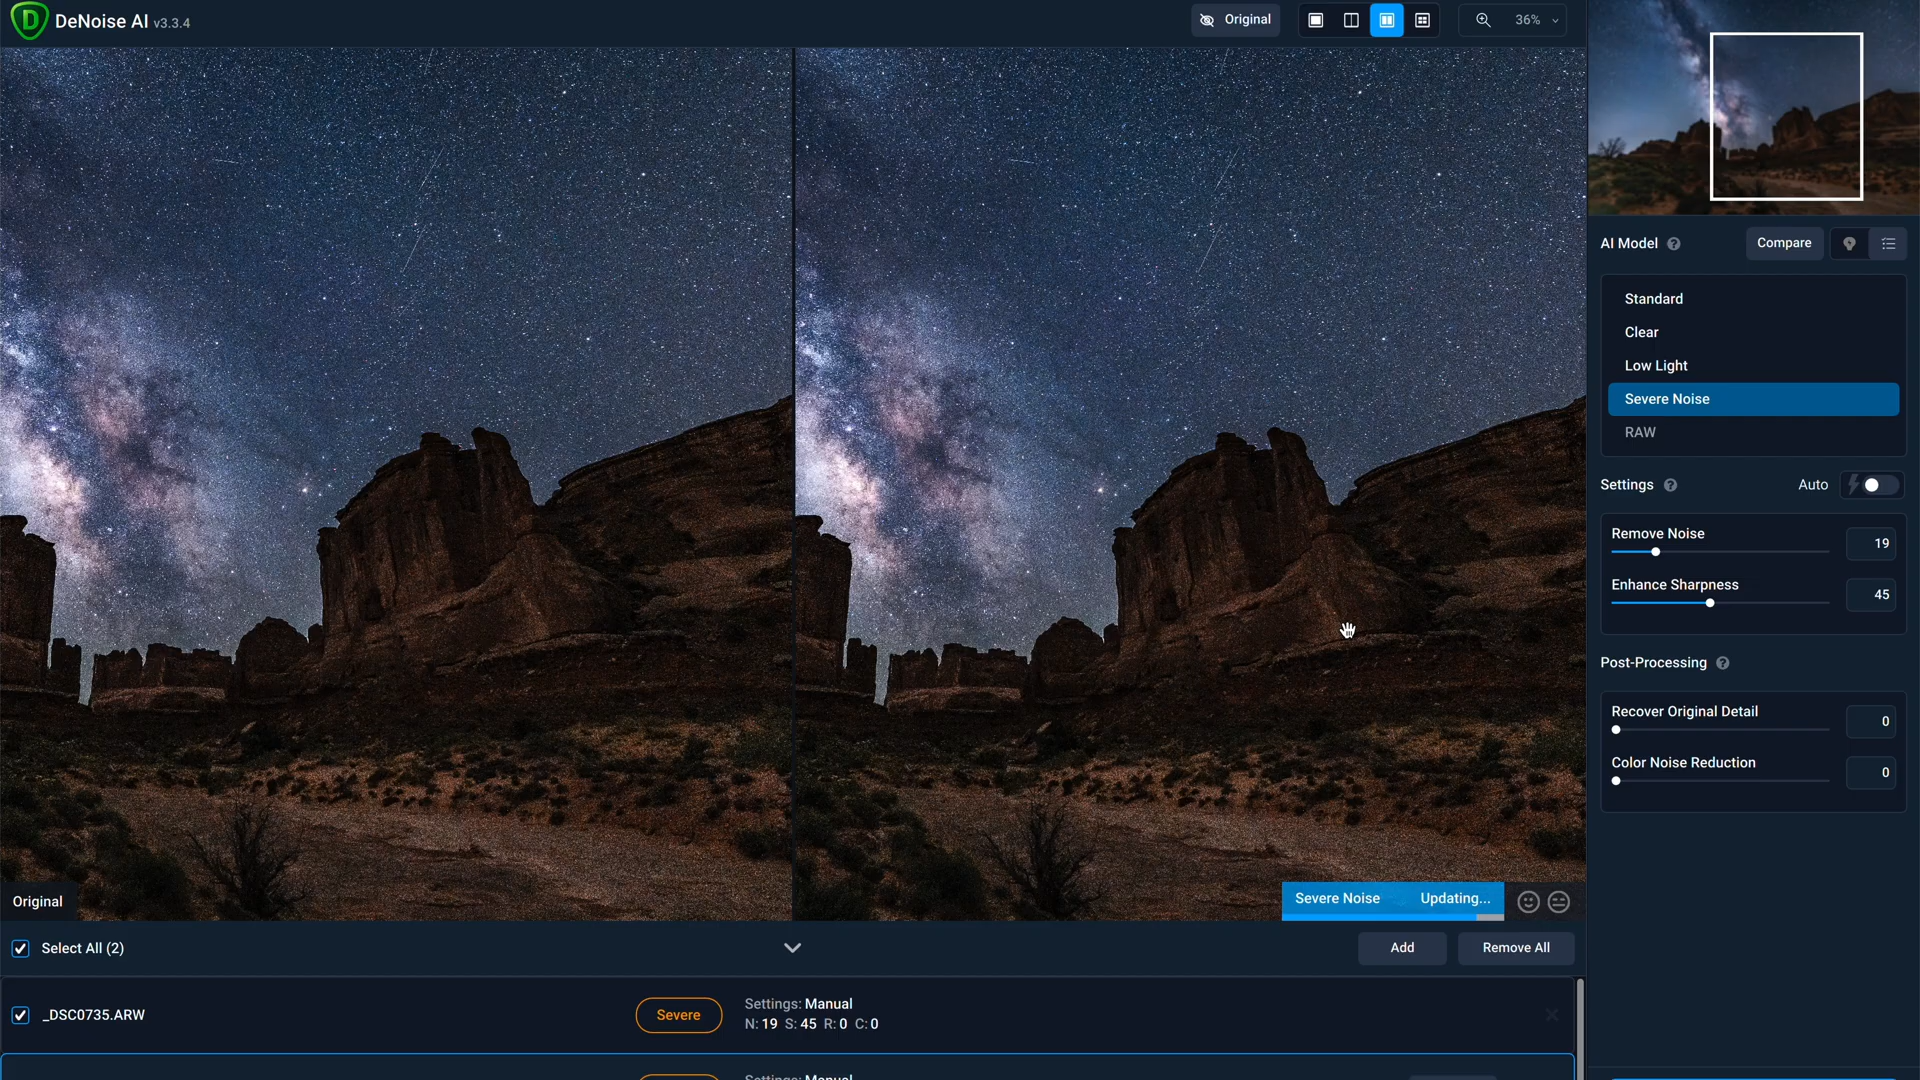 DeNoise AI v3.3.4
Original
36%
AI Model
Compare
Standard
Clear
Low Light
Severe Noise
RAW
Settings
Auto
Remove Noise
19
Enhance Sharpness
45
Post-Processing
Recover Original Detail
0
Color Noise Reduction
0
Original
Severe Noise Updating...
Select All (2)
Add
Remove All
_DSC0735.ARW
Severe
Settings: Manual
N: 19 S: 45 R: 0 C: 0
Settings: Manual